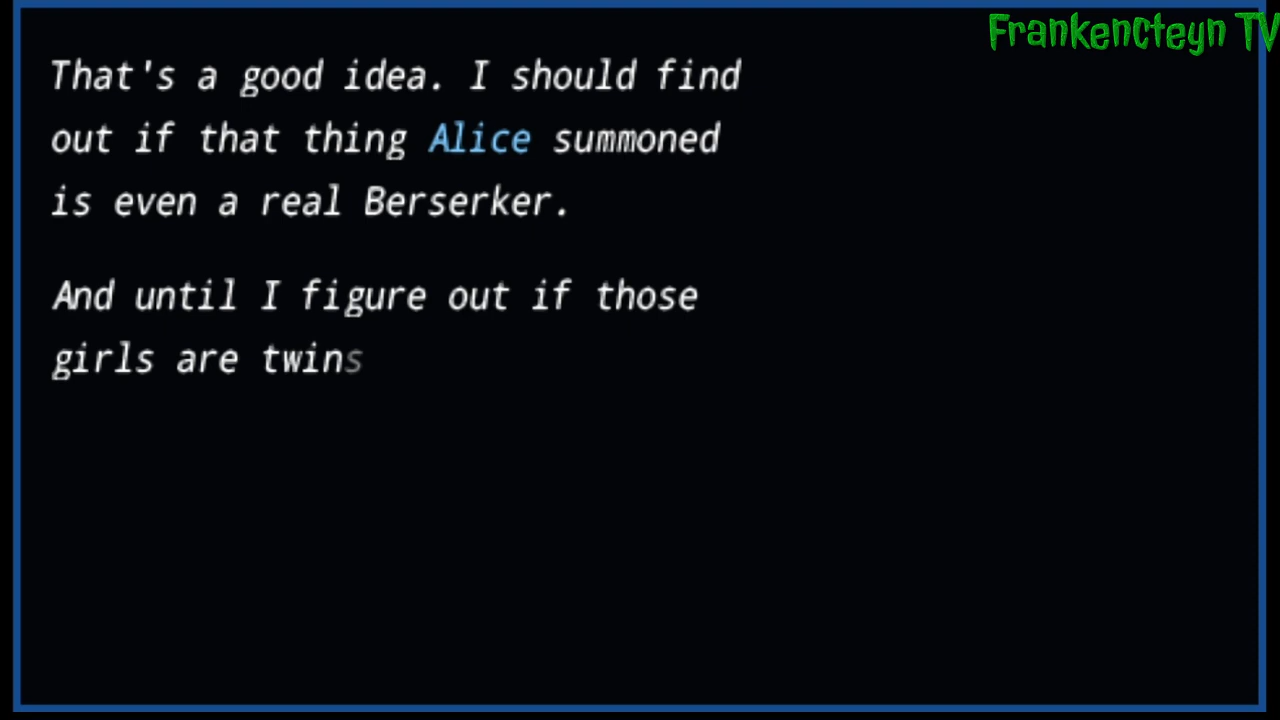 FrankenCteyn TV
That's a good idea. I should find
out if that thing Alice summoned
is even a real Berserker.
And until I figure out if those
girls are twins